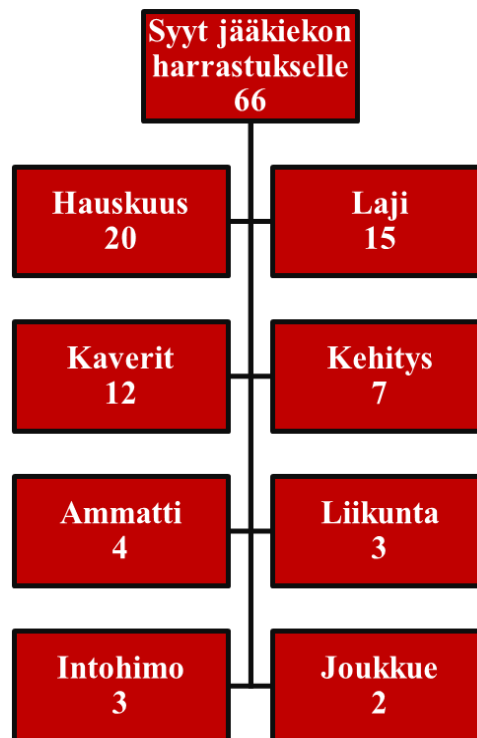 Syyt jääkiekon
harrastukselle
66
Hauskuus
20
Laji
15
Kaverit
12
Kehitys
7
Ammatti
4
Liikunta
3
Intohimo
3
Joukkue
2